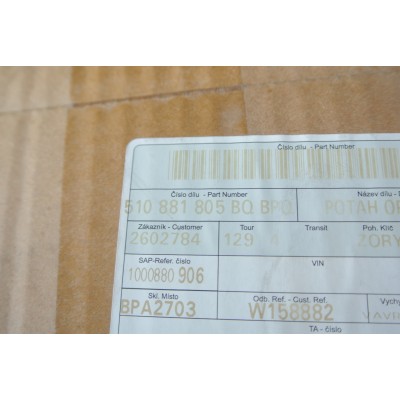 Číslo dílu - Part Number
Číslo dílu - Part Number Název dílu -
510 881 805 BQ BPQ POTAH
Zákazník - Customer Tour Transit Poh. Klíč
2602784 129 ZORY
SAP-Refer. číslo VIN
1000880 906
Skl. Místo Odb. Ref. - Cust. Ref. Vych
BPA2703 W158882
TA - číslo